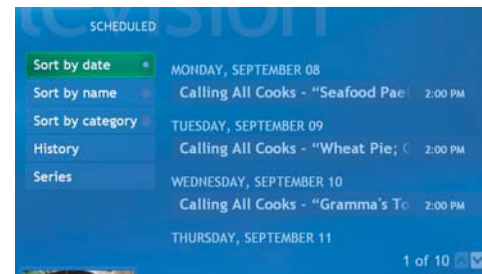 SCHEDULED
Sort by date
Sort by name
Sort by category
History
Series
MONDAY, SEPTEMBER 08
Calling All Cooks - “Seafood Pae 2:00 PM
TUESDAY, SEPTEMBER 09
Calling All Cooks - “Wheat Pie; 2:00 PM
WEDNESDAY, SEPTEMBER 10
Calling All Cooks - “Gramma's To 2:00 PM
THURSDAY, SEPTEMBER 11
1 of 10